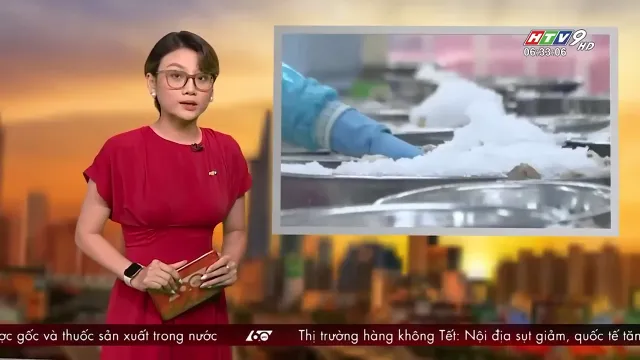 HTV9 HD
06:33:06
ợc gốc và thuốc sản xuất trong nước
60
Thị trường hàng không Tết: Nội địa sụt giảm, quốc tế tăn